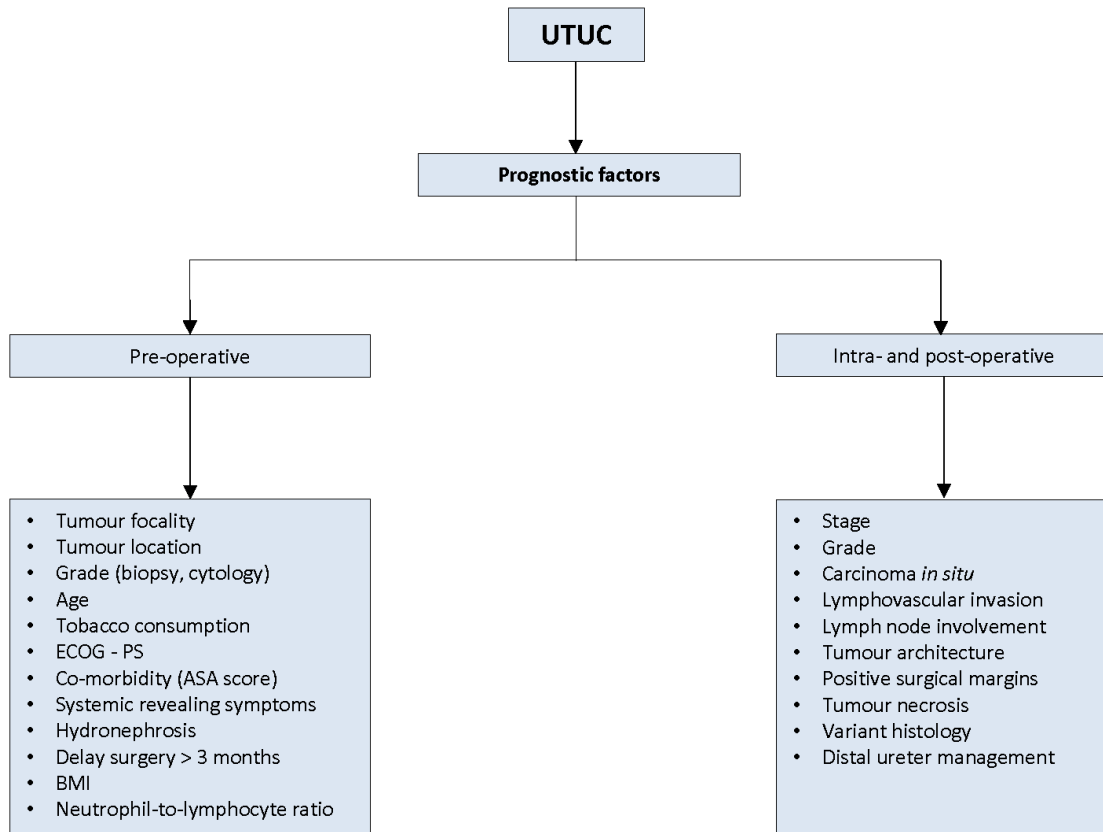 UTUC
Prognostic factors
Pre-operative
Intra- and post-operative
• Tumour focality
• Tumour location
• Grade (biopsy, cytology)
• Age
• Tobacco consumption
• ECOG - PS
• Co-morbidity (ASA score)
• Systemic revealing symptoms
• Hydronephrosis
• Delay surgery > 3 months
• BMI
• Neutrophil-to-lymphocyte ratio
• Stage
• Grade
• Carcinoma in situ
• Lymphovascular invasion
• Lymph node involvement
• Tumour architecture
• Positive surgical margins
• Tumour necrosis
• Variant histology
• Distal ureter management